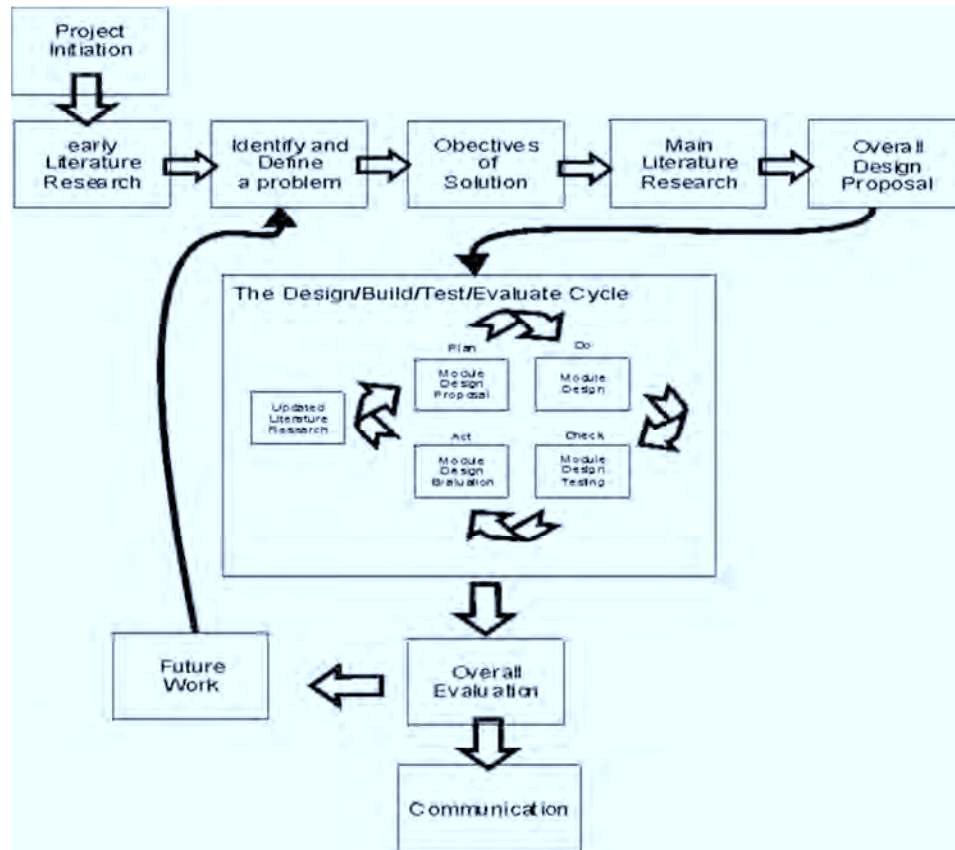 Project
Initiation
early
Literature
Research
Identify and
Define
a problem
Obectives
of
Solution
Main
Literature
Research
Overall
Design
Proposal
The Design/Build/Test/Evaluate Cycle
Plan
Module
Design
Proposal
Do
Module
Design
Updated
Literature
Research
Act
Module
Design
Evaluation
Check
Module
Design
Testing
Future
Work
Overall
Evaluation
Communication